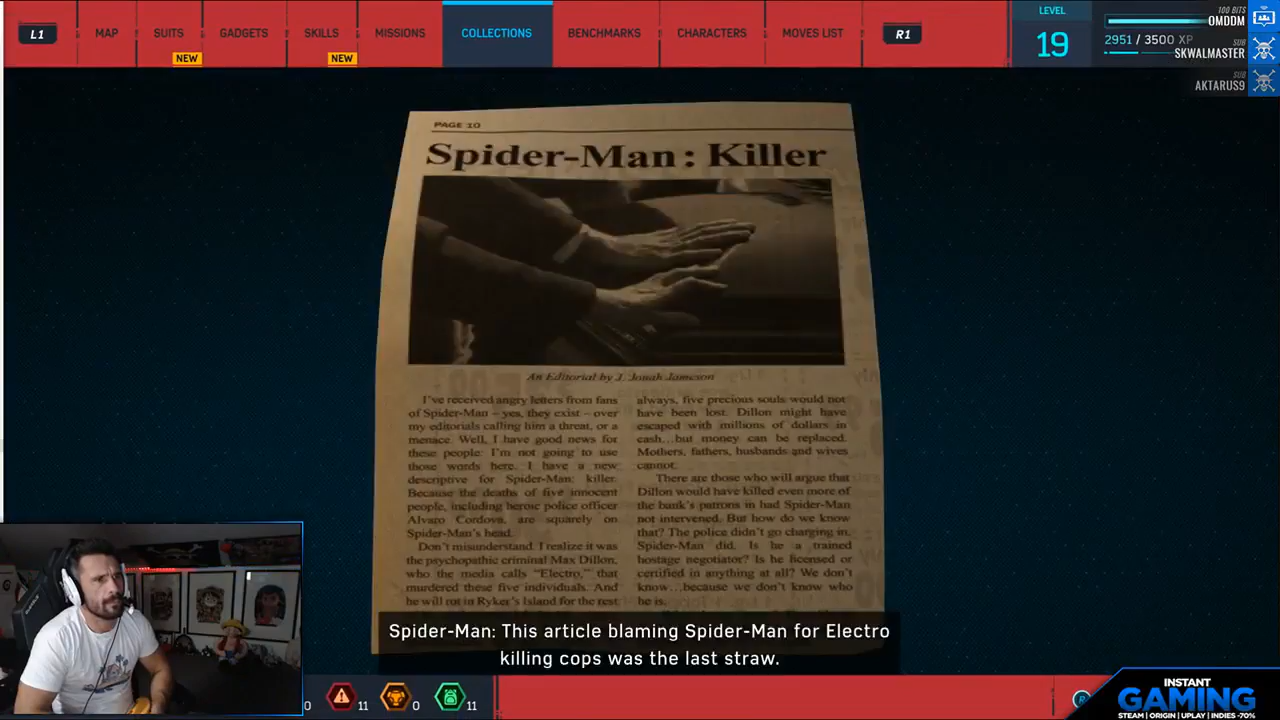 L1
MAP
SUITS
NEW
GADGETS
SKILLS
NEW
MISSIONS
COLLECTIONS
BENCHMARKS
CHARACTERS
MOVES LIST
R1
LEVEL
19
2951 / 3500 XP
100 BITS
OMDDM
SUB
SKWALMASTER
SUB
AKTARUS9
PAGE 10
Spider-Man : Killer
An Editorial by J. Jonah Jameson
I've received angry letters from fans
of Spider-Man – yes, they exist – over
my editorials calling him a threat, or a
menace. Well, I have good news for
these people: I'm not going to use
those words here. I have a new
descriptive for Spider-Man: killer.
Because the deaths of five innocent
people, including heroic police officer
Alvaro Cordova, are squarely on
Spider-Man's head.
Don't misunderstand. I realize it was
the psychopathic criminal Max Dillon,
who the media calls "Electro," that
murdered these five individuals. And
he will rot in Ryker's Island for the rest
always, five precious souls would not
have been lost. Dillon might have
escaped with millions of dollars in
cash...but money can be replaced.
Mothers, fathers, husbands and wives
cannot.
There are those who will argue that
Dillon would have killed even more of
the bank's patrons in had Spider-Man
not intervened. But how do we know
that? The police didn't go charging in,
Spider-Man did. Is he a trained
hostage negotiator? Is he licensed or
certified in anything at all? We don't
know...because we don't know who
he is.
Spider-Man: This article blaming Spider-Man for Electro
killing cops was the last straw.
0
11
0
11
R
INSTANT
GAMING
STEAM | ORIGIN | UPLAY | INDIES -70%